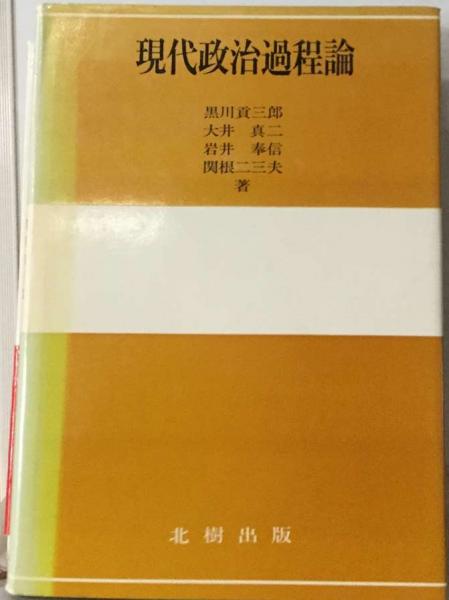 現代政治過程論
黒川貢三郎
大井 真二
岩井 奉信
関根二三夫
著
北樹出版